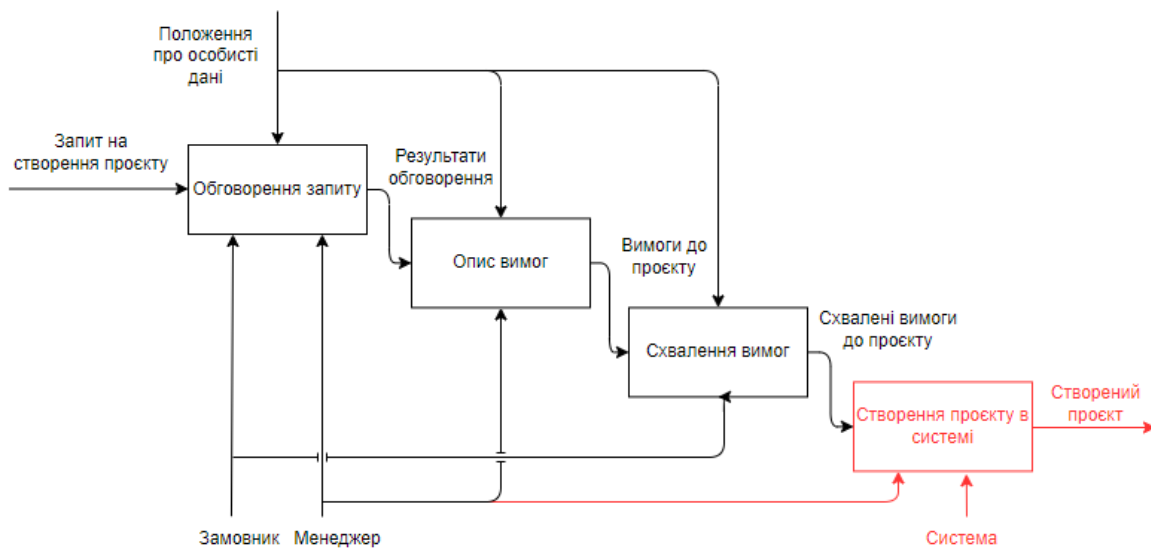 Положення
про особисті
дані
Запит на
створення проєкту
Обговорення запиту
Результати
обговорення
Опис вимог
Вимоги до
проєкту
Схвалення вимог
Схвалені вимоги
до проєкту
Створення проєкту в
системі
Створений
проєкт
Замовник
Менеджер
Система